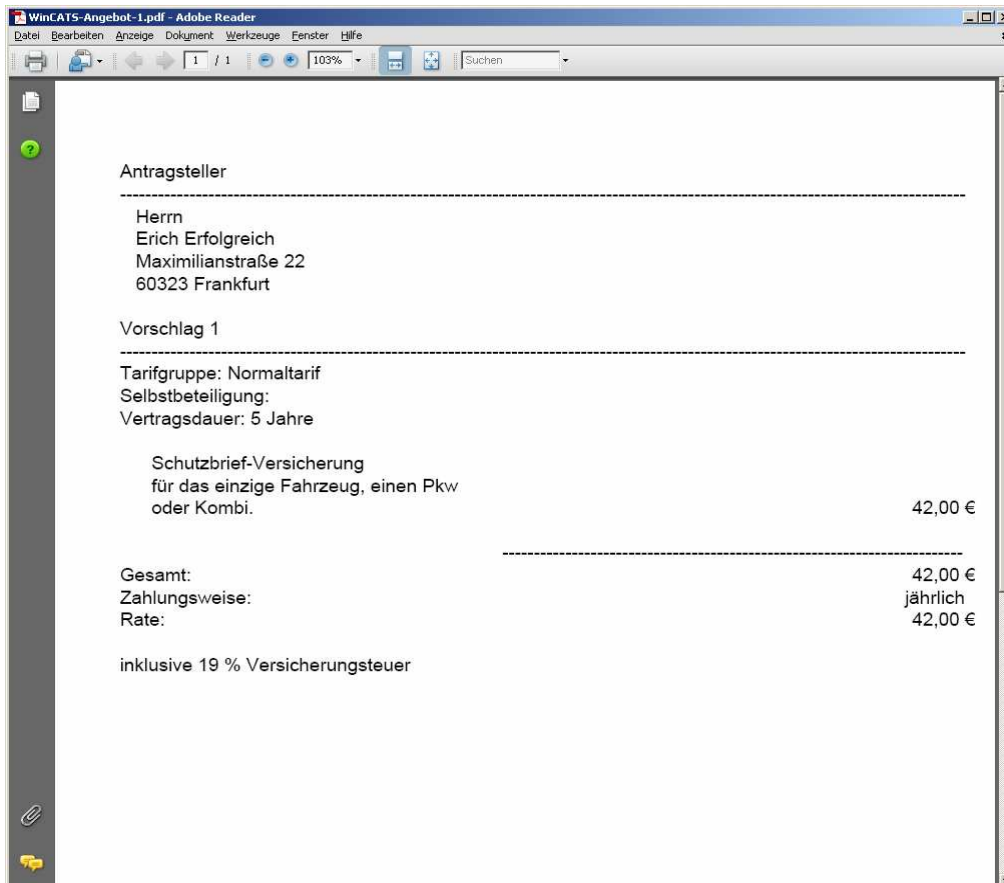 WinCATS-Angebot-1.pdf - Adobe Reader
Datei Bearbeiten Anzeige Dokument Werkzeuge Fenster Hilfe
1 / 1 103% Suchen
Antragsteller
Herrn
Erich Erfolgreich
Maximilianstraße 22
60323 Frankfurt
Vorschlag 1
Tarifgruppe: Normaltarif
Selbstbeteiligung:
Vertragsdauer: 5 Jahre
Schutzbrief-Versicherung
für das einzige Fahrzeug, einen Pkw
oder Kombi. 42,00 €
Gesamt: 42,00 €
Zahlungsweise: jährlich
Rate: 42,00 €
inklusive 19 % Versicherungsteuer